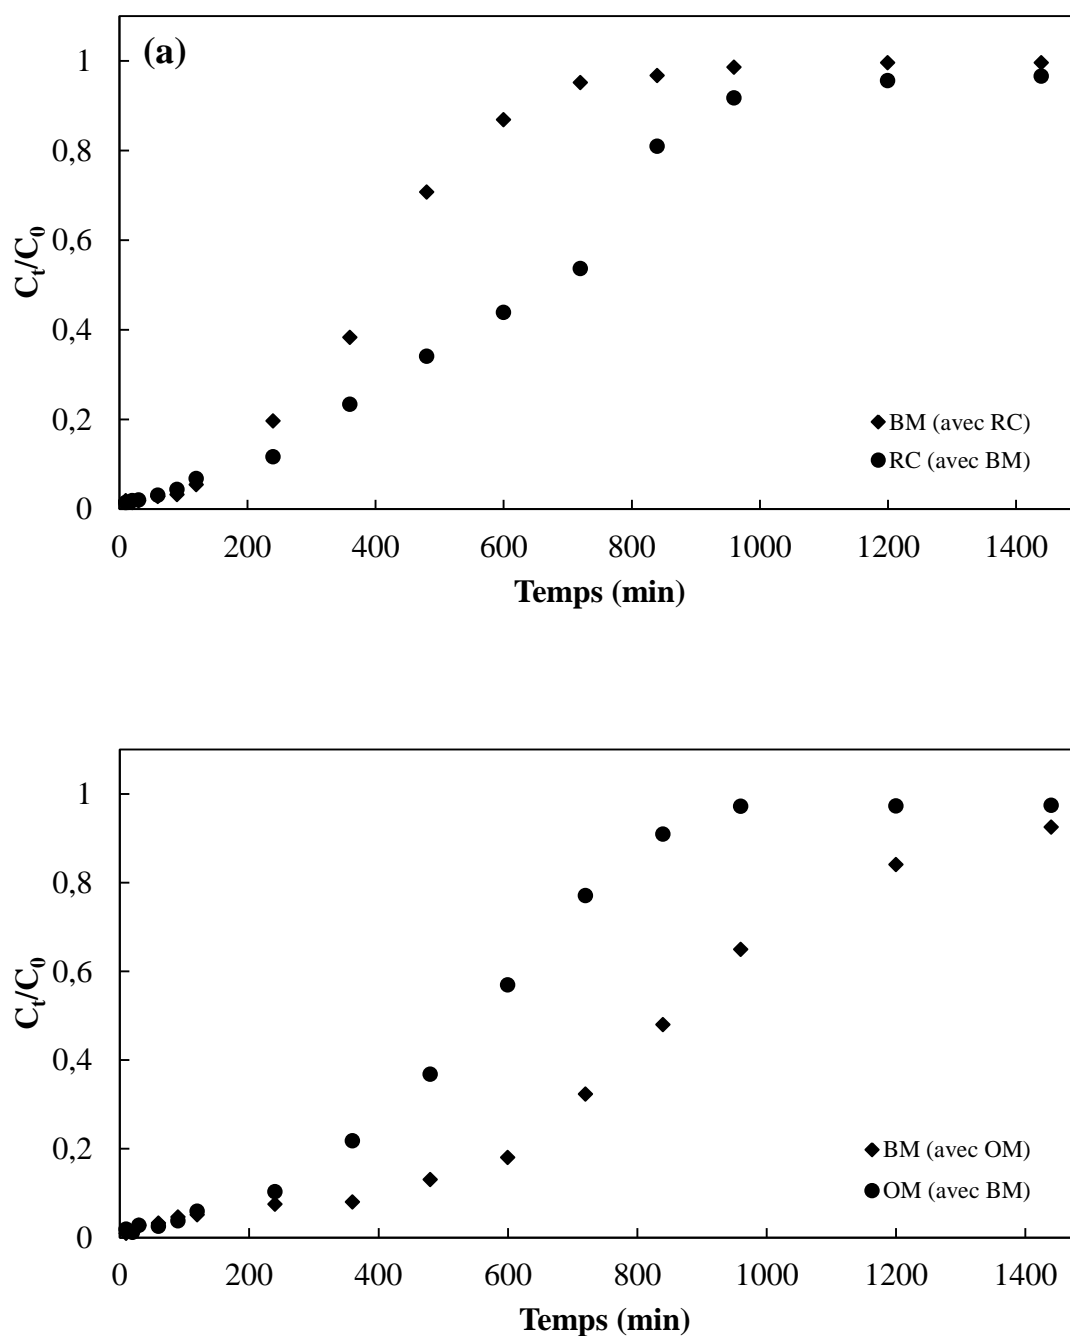 (a)
1
0,8
0,6
0,4
0,2
0
Ct/C0
BM (avec RC)
RC (avec BM)
0 200 400 600 800 1000 1200 1400
Temps (min)
1
0,8
0,6
0,4
0,2
0
Ct/C0
BM (avec OM)
OM (avec BM)
0 200 400 600 800 1000 1200 1400
Temps (min)